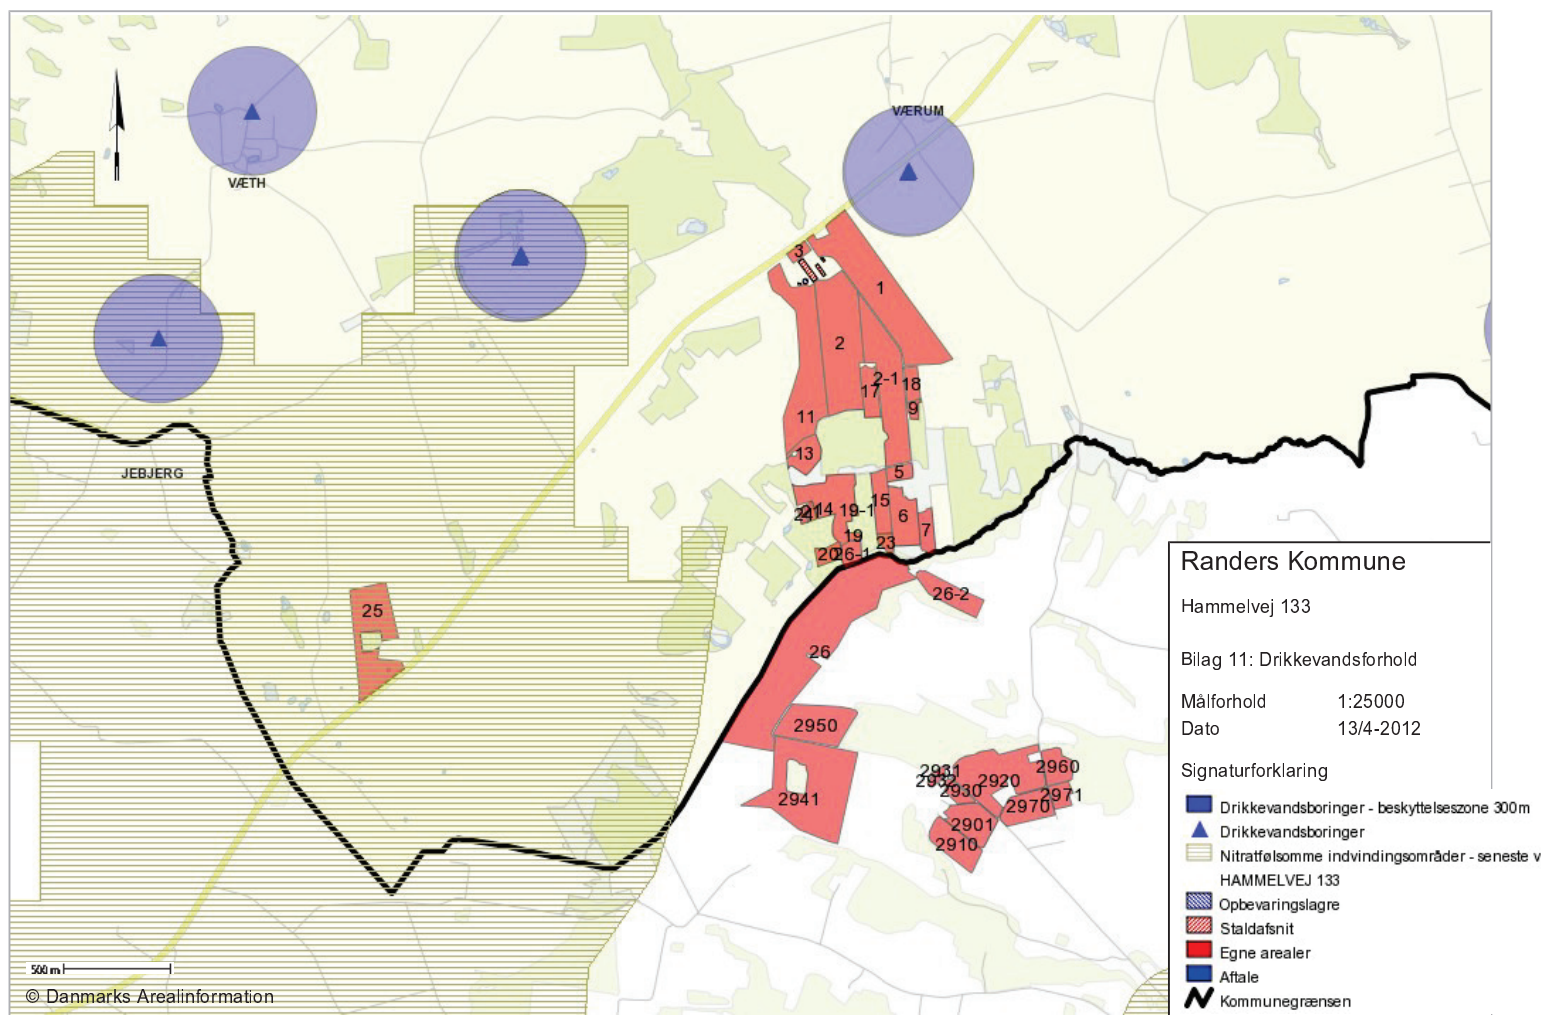 VÆRUM
VÆTH
3
1
2
2-1
18
17
9
11
13
5
JEBJERG
15
14
19-1
6
7
19
23
20
26-1
26-2
25
26
2950
2931
2932
2930
2920
2960
2971
2970
2941
2901
2910
Randers Kommune
Hammelvej 133
Bilag 11: Drikkevandsforhold
Målforhold 1:25000
Dato 13/4-2012
Signaturforklaring
Drikkevandsboringer - beskyttelseszone 300m
Drikkevandsboringer
Nitratfølsomme indvindingsområder - seneste v
HAMMELVEJ 133
Opbevaringslagre
Staldafsnit
Egne arealer
Aftale
Kommunegrænsen
500 m
© Danmarks Arealinformation